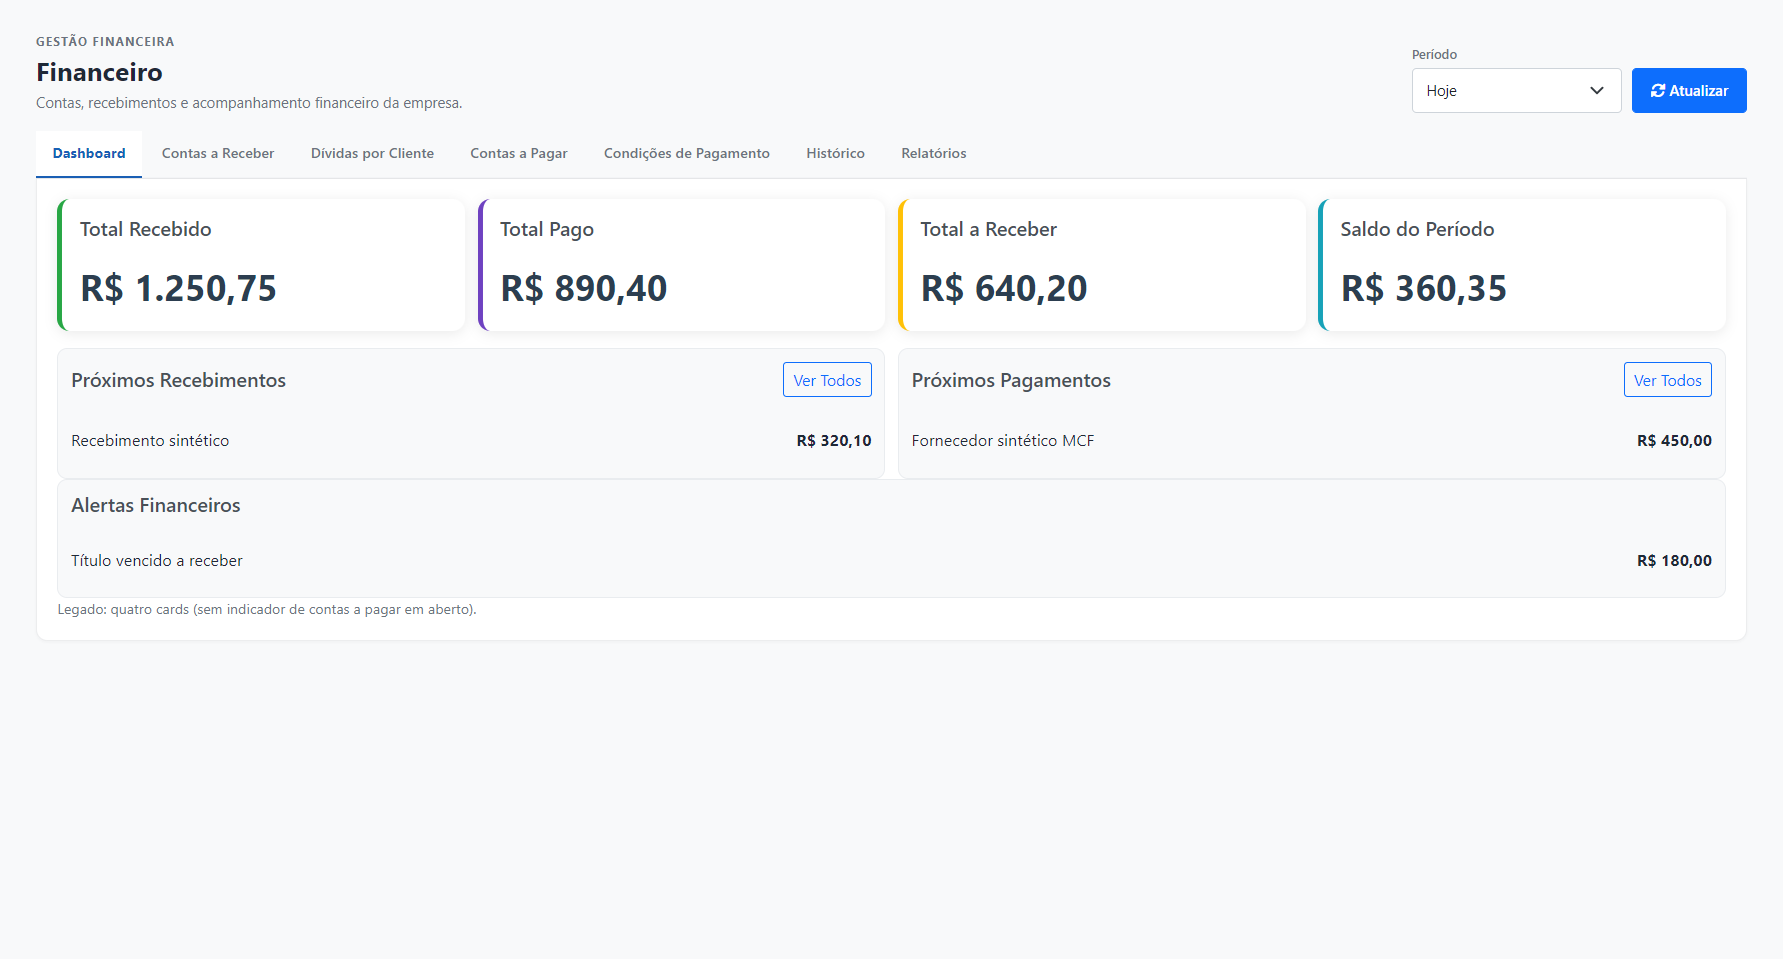 GESTÃO FINANCEIRA
Financeiro
Contas, recebimentos e acompanhamento financeiro da empresa.
Período
Hoje
Atualizar
Dashboard Contas a Receber Dívidas por Cliente Contas a Pagar Condições de Pagamento Histórico Relatórios
Total Recebido
R$ 1.250,75
Total Pago
R$ 890,40
Total a Receber
R$ 640,20
Saldo do Período
R$ 360,35
Próximos Recebimentos Ver Todos
Recebimento sintético R$ 320,10
Próximos Pagamentos Ver Todos
Fornecedor sintético MCF R$ 450,00
Alertas Financeiros
Título vencido a receber R$ 180,00
Legado: quatro cards (sem indicador de contas a pagar em aberto).